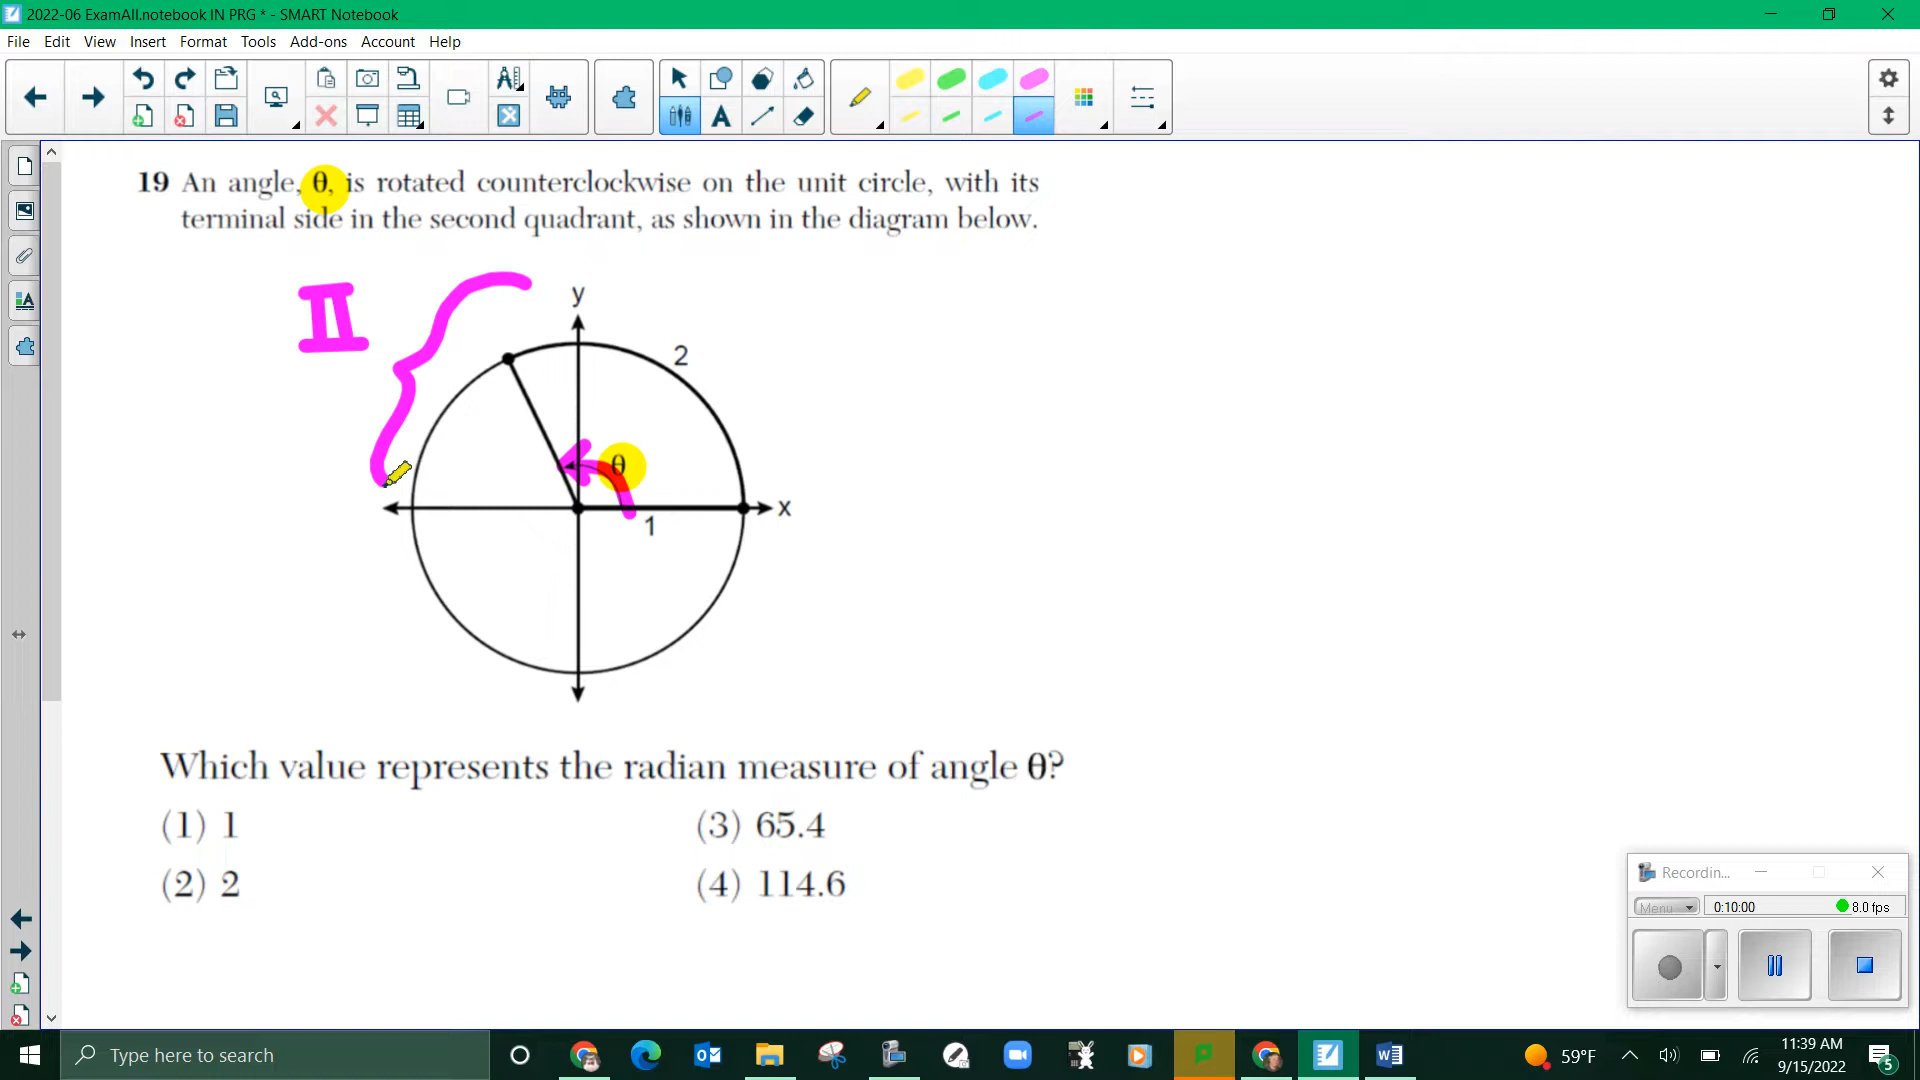 2022-06 ExamAll.notebook IN PRG * - SMART Notebook
File Edit View Insert Format Tools Add-ons Account Help
19 An angle, θ, is rotated counterclockwise on the unit circle, with its
terminal side in the second quadrant, as shown in the diagram below.
II
y
2
θ
x
1
Which value represents the radian measure of angle θ?
(1) 1
(3) 65.4
(2) 2
(4) 114.6
Recordin...
Menu
0:10:00
8.0 fps
Type here to search
59°F
11:39 AM
9/15/2022
5